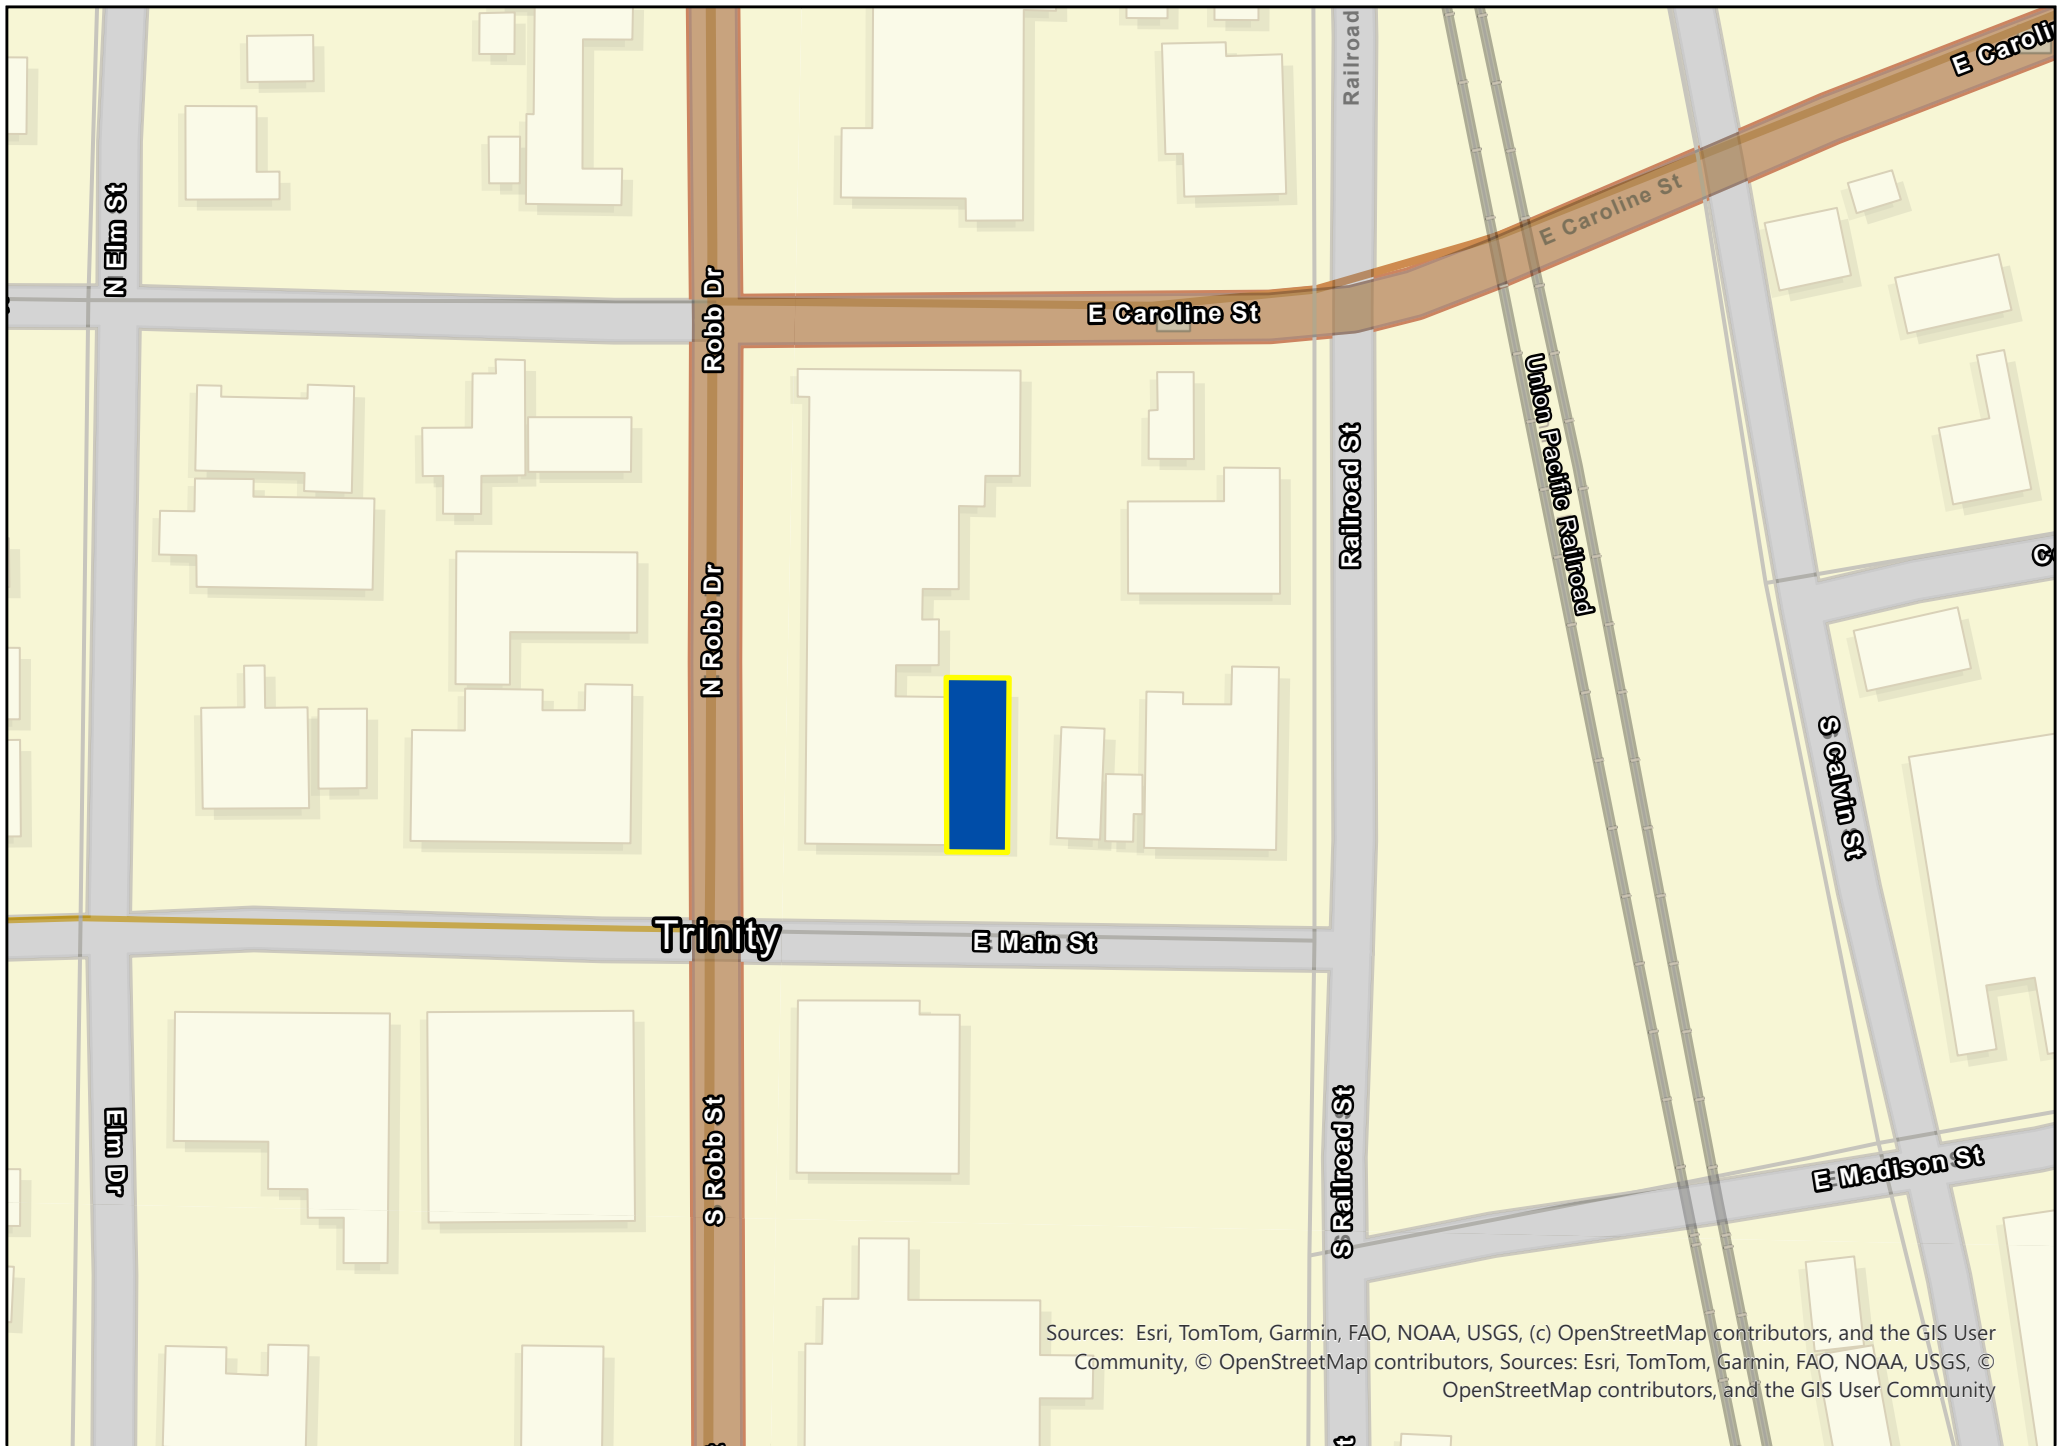 Railroad
E Caroli
N Elm St
E Caroline St
Robb Dr
E Caroline St
Union Pacific Railroad
Railroad St
N Robb Dr
S Calvin St
Trinity
E Main St
Elm Dr
S Robb St
S Railroad St
E Madison St
Sources: Esri, TomTom, Garmin, FAO, NOAA, USGS, (c) OpenStreetMap contributors, and the GIS User
Community, © OpenStreetMap contributors, Sources: Esri, TomTom, Garmin, FAO, NOAA, USGS, ©
OpenStreetMap contributors, and the GIS User Community